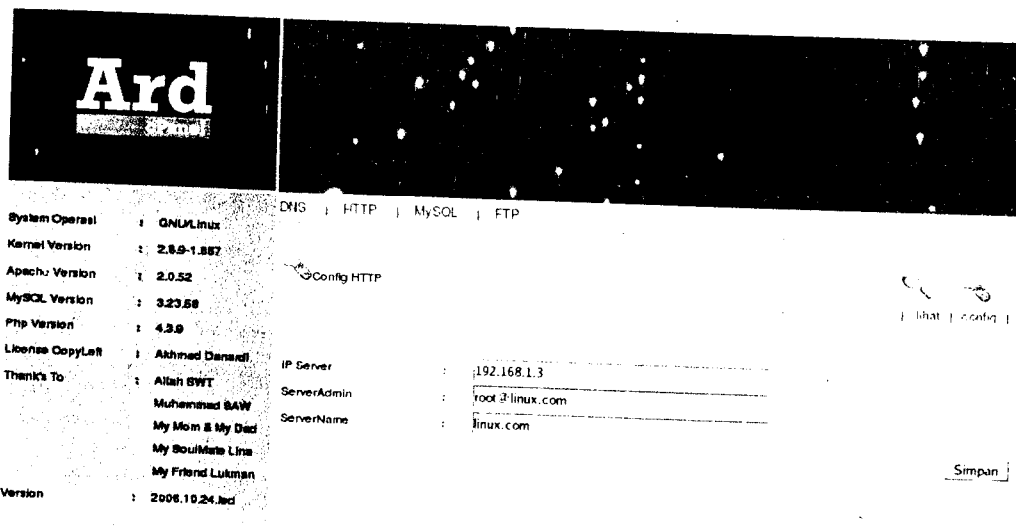 Ard
cPanel
DNS | HTTP | MySQL | FTP
System Operasi : GNU/Linux
Kernel Version : 2.6.9-1.667
Apache Version : 2.0.52
MySQL Version : 3.23.58
Php Version : 4.3.9
License CopyLeft : Akhmad Danardi
Thank's To : Allah SWT
Muhammad SAW
My Mom & My Dad
My SoulMate Lina
My Friend Lukman
Version : 2006.10.24
Config HTTP
| lihat | config |
IP Server : 192.168.1.3
ServerAdmin : root@linux.com
ServerName : linux.com
Simpan